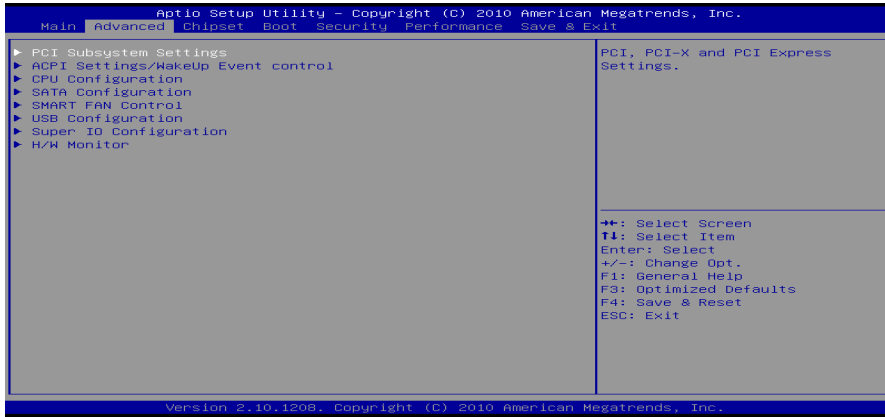 Aptio Setup Utility – Copyright (C) 2010 American Megatrends, Inc.
Main Advanced Chipset Boot Security Performance Save & Exit
▶ PCI Subsystem Settings
▶ ACPI Settings/WakeUp Event control
▶ CPU Configuration
▶ SATA Configuration
▶ SMART FAN Control
▶ USB Configuration
▶ Super IO Configuration
▶ H/W Monitor
PCI, PCI-X and PCI Express
Settings.
→←: Select Screen
↑↓: Select Item
Enter: Select
+/-: Change Opt.
F1: General Help
F3: Optimized Defaults
F4: Save & Reset
ESC: Exit
Version 2.10.1208. Copyright (C) 2010 American Megatrends, Inc.